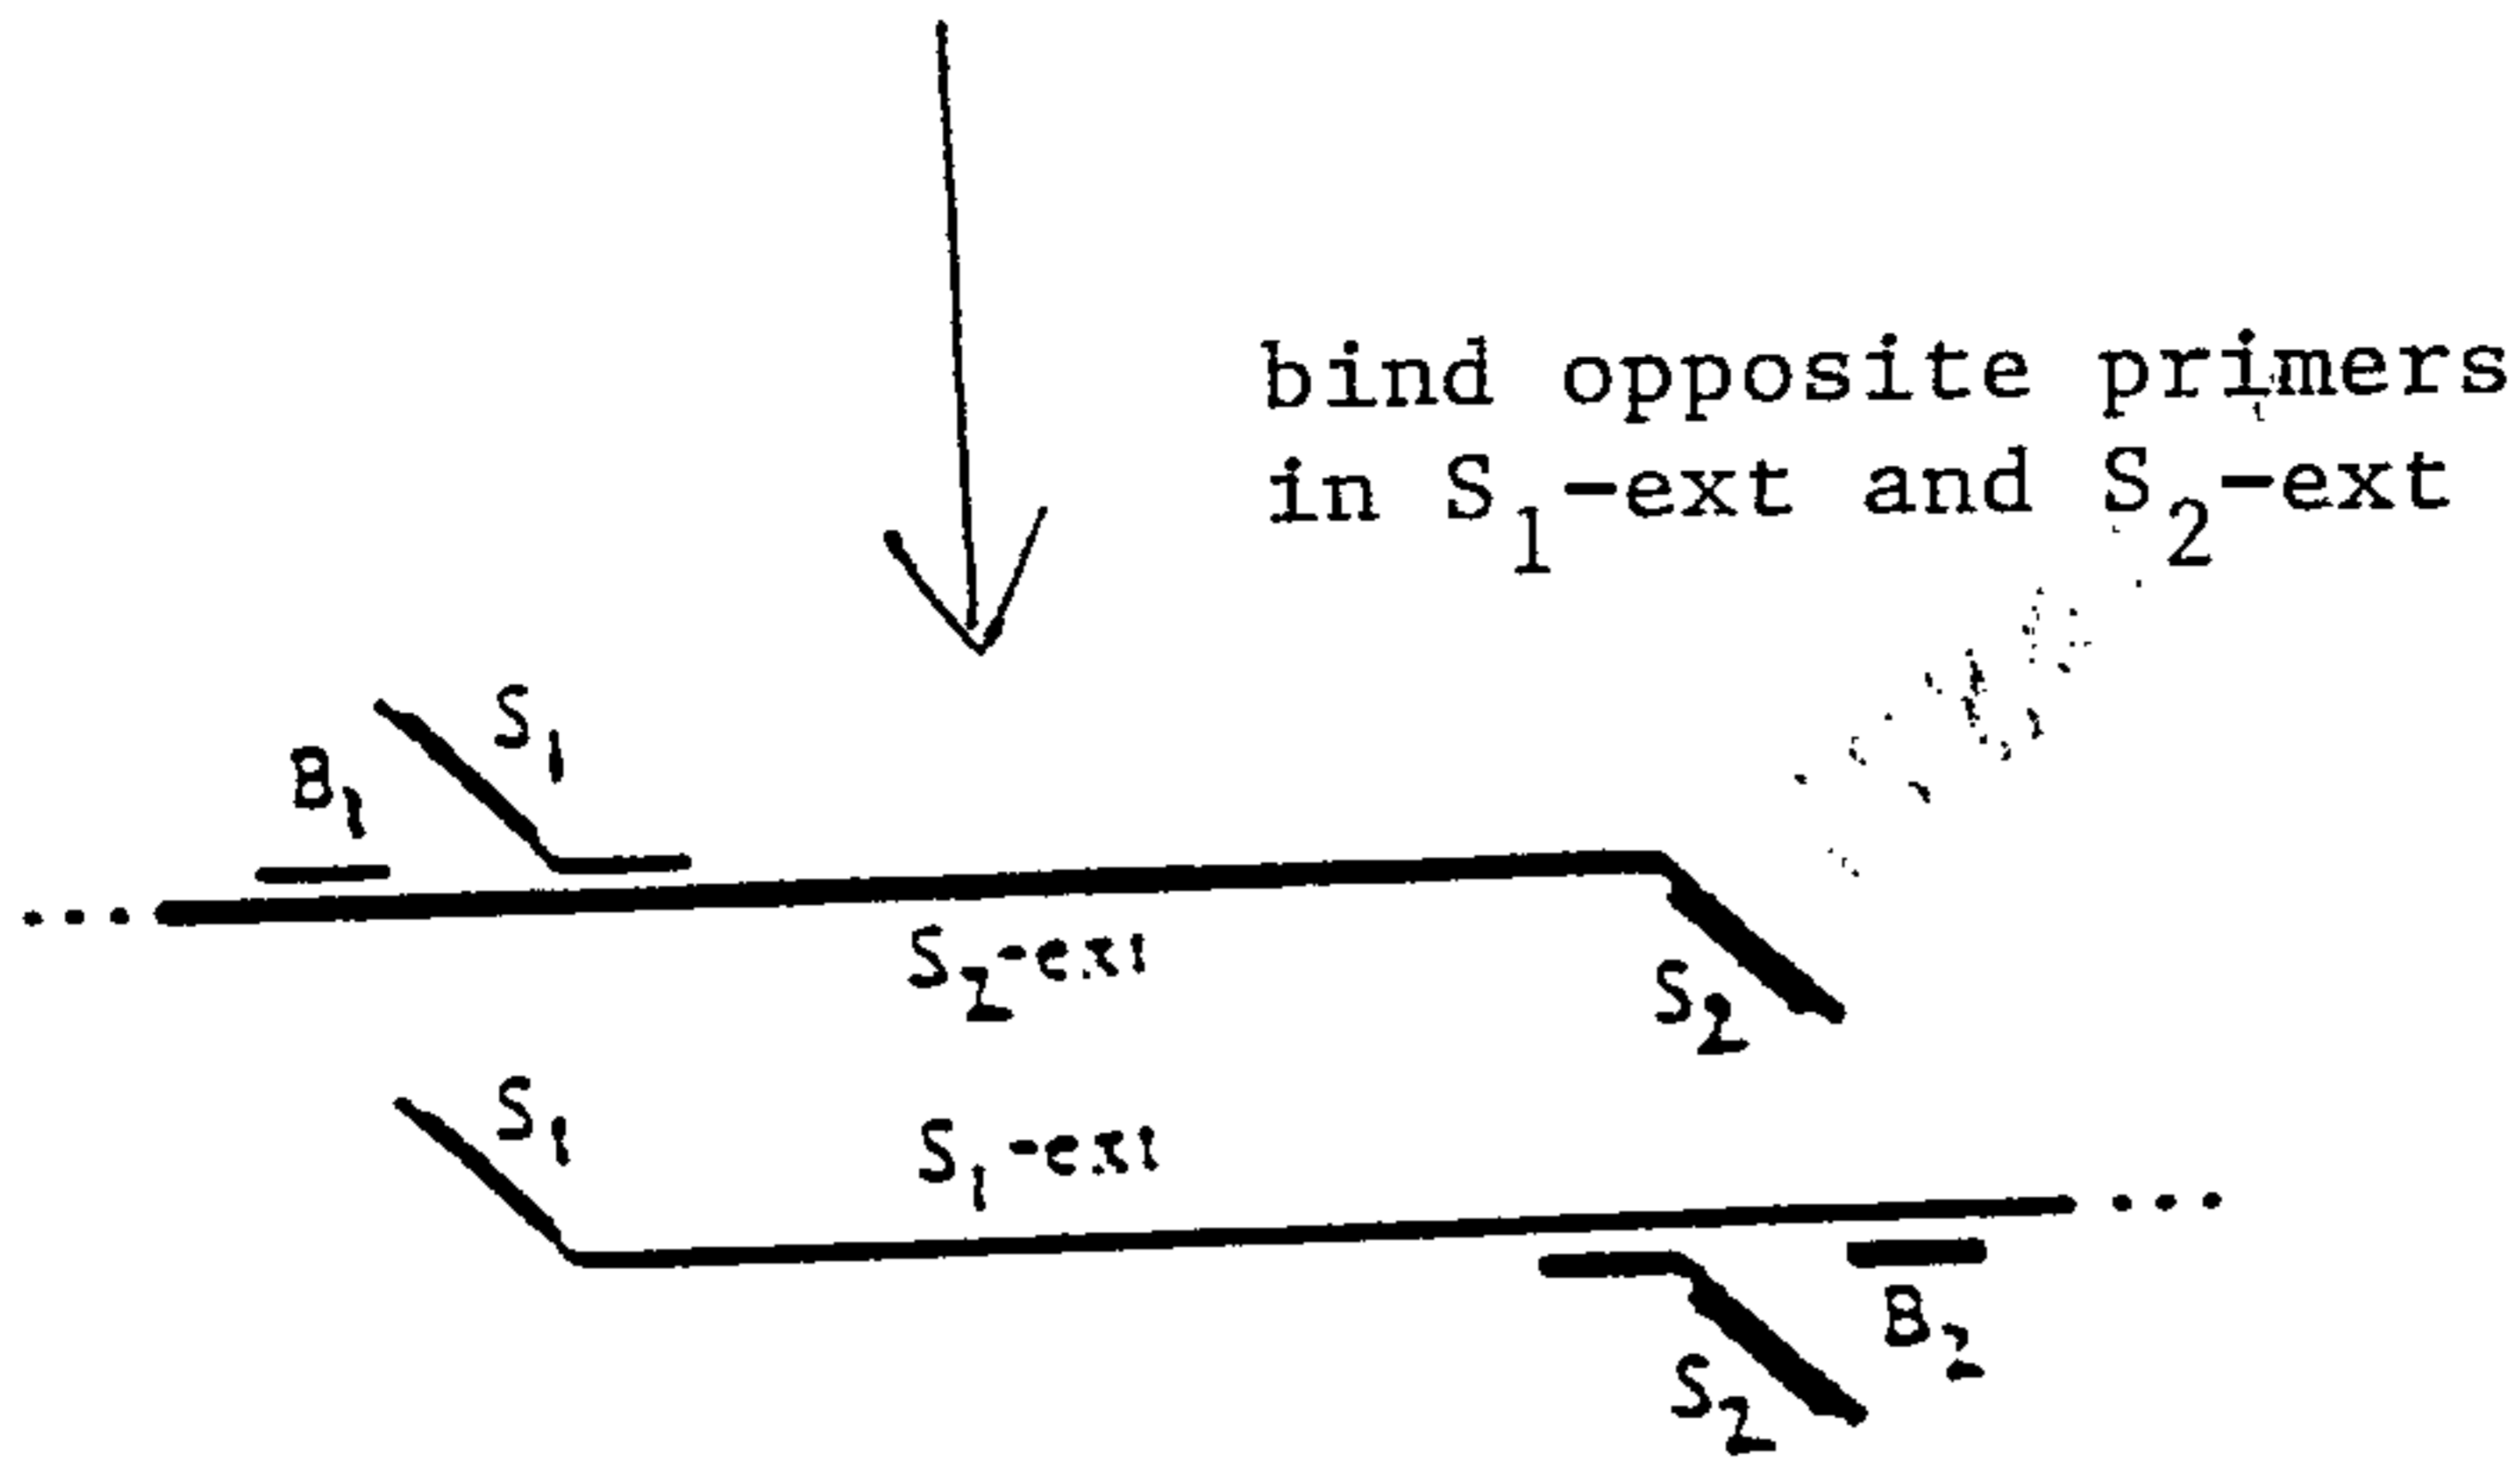 bind opposite primers
in S₁-ext and S₂-ext
S₁
B₁
S₂-ext
S₂
S₁
S₁-ext
B₂
S₂